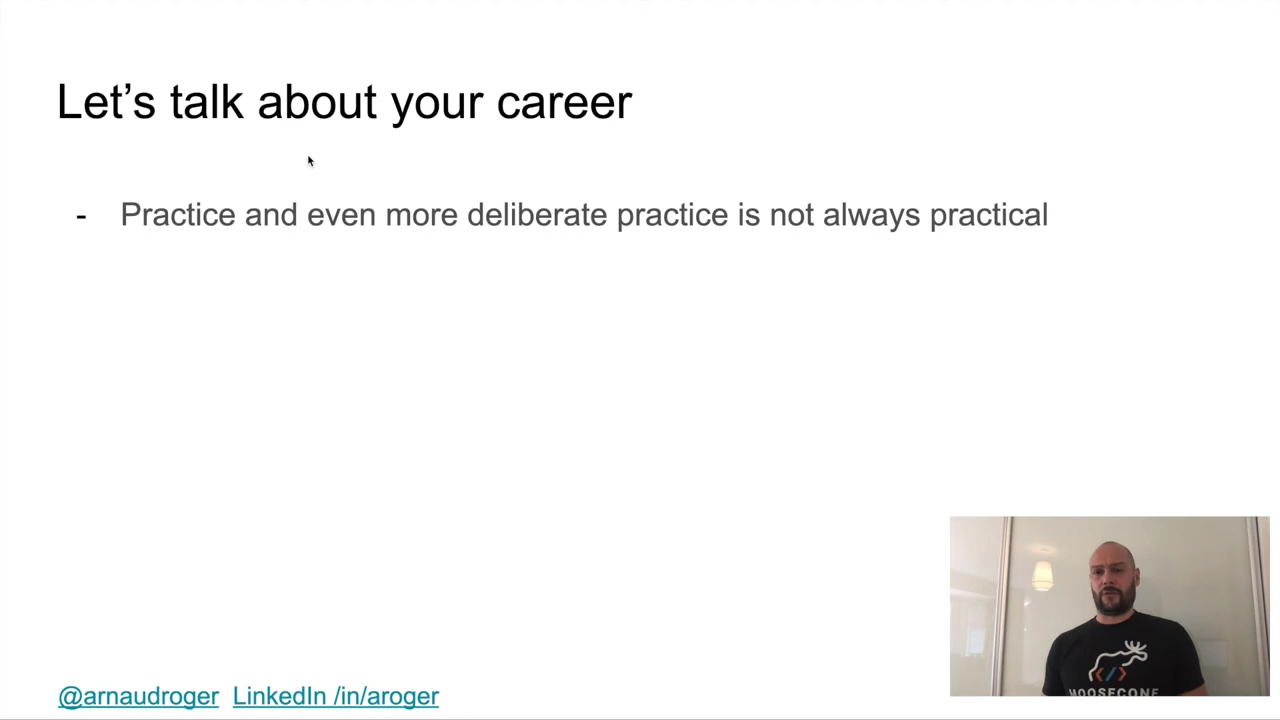 Let's talk about your career
- Practice and even more deliberate practice is not always practical
</>
MOOSECONF
@arnaudroger LinkedIn /in/aroger